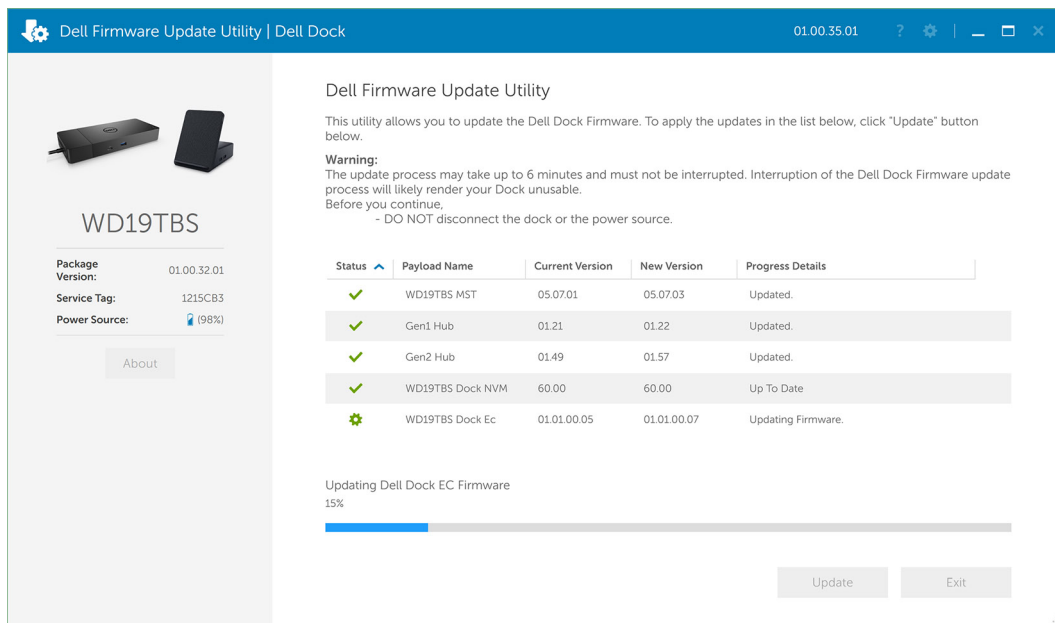 Dell Firmware Update Utility | Dell Dock
01.00.35.01
?
Dell Firmware Update Utility
This utility allows you to update the Dell Dock Firmware. To apply the updates in the list below, click "Update" button
below.
Warning:
The update process may take up to 6 minutes and must not be interrupted. Interruption of the Dell Dock Firmware update
process will likely render your Dock unusable.
Before you continue,
- DO NOT disconnect the dock or the power source.
WD19TBS
Package Version: 01.00.32.01
Service Tag: 1215CB3
Power Source: (98%)
About
Status Payload Name Current Version New Version Progress Details
WD19TBS MST 05.07.01 05.07.03 Updated.
Gen1 Hub 01.21 01.22 Updated.
Gen2 Hub 01.49 01.57 Updated.
WD19TBS Dock NVM 60.00 60.00 Up To Date
WD19TBS Dock Ec 01.01.00.05 01.01.00.07 Updating Firmware.
Updating Dell Dock EC Firmware
15%
Update Exit